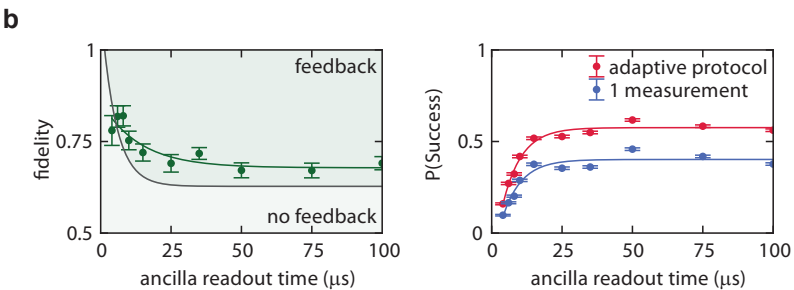 b
1
0.75
0.5
fidelity
feedback
no feedback
0
25
50
75
100
ancilla readout time (μs)
1
0.5
0
P(Success)
adaptive protocol
1 measurement
0
25
50
75
100
ancilla readout time (μs)